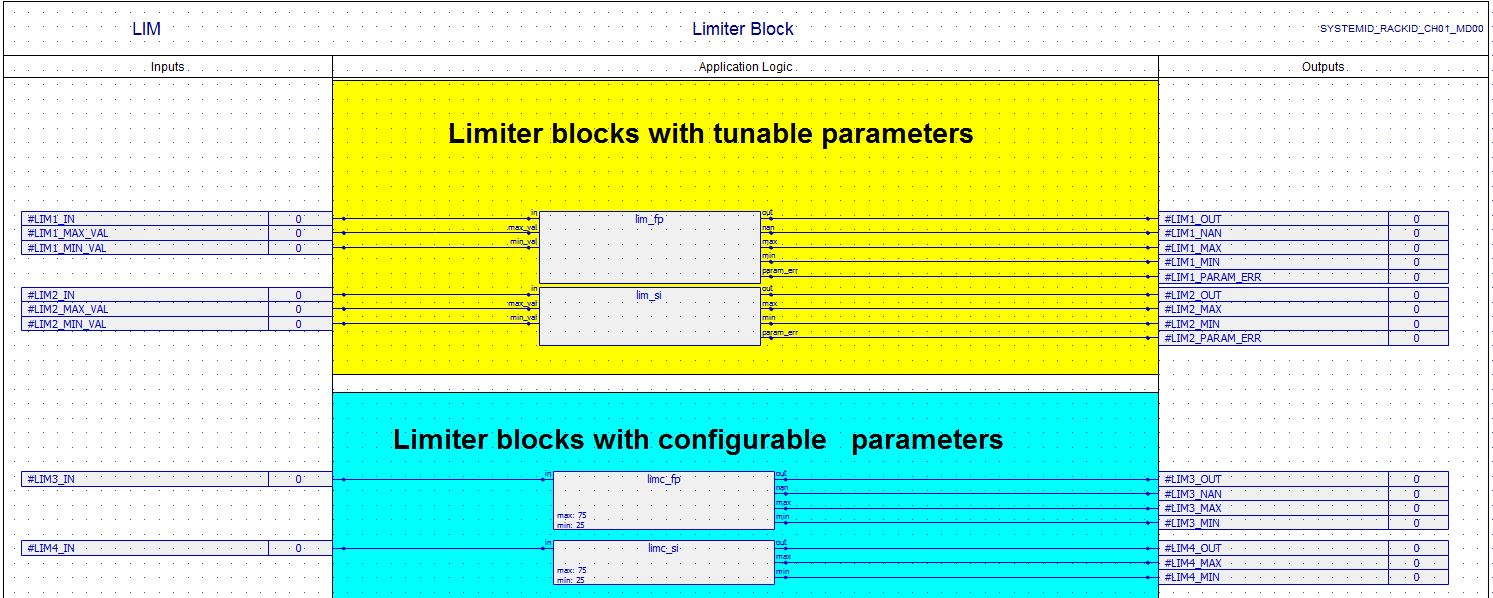 LIM Limiter Block SYSTEMID_RACKID_CH01_MD00
Inputs Application Logic Outputs
Limiter blocks with tunable parameters
#LIM1_IN 0 in lim_fp out #LIM1_OUT 0
#LIM1_MAX_VAL 0 max_val nan #LIM1_NAN 0
#LIM1_MIN_VAL 0 min_val max #LIM1_MAX 0
min #LIM1_MIN 0
param_err #LIM1_PARAM_ERR 0
#LIM2_IN 0 in lim_si out #LIM2_OUT 0
#LIM2_MAX_VAL 0 max_val max #LIM2_MAX 0
#LIM2_MIN_VAL 0 min_val min #LIM2_MIN 0
param_err #LIM2_PARAM_ERR 0
Limiter blocks with configurable parameters
#LIM3_IN 0 in limc_fp out #LIM3_OUT 0
nan #LIM3_NAN 0
max #LIM3_MAX 0
max: 75 min #LIM3_MIN 0
min: 25
#LIM4_IN 0 in limc_si out #LIM4_OUT 0
max #LIM4_MAX 0
max: 75 min #LIM4_MIN 0
min: 25